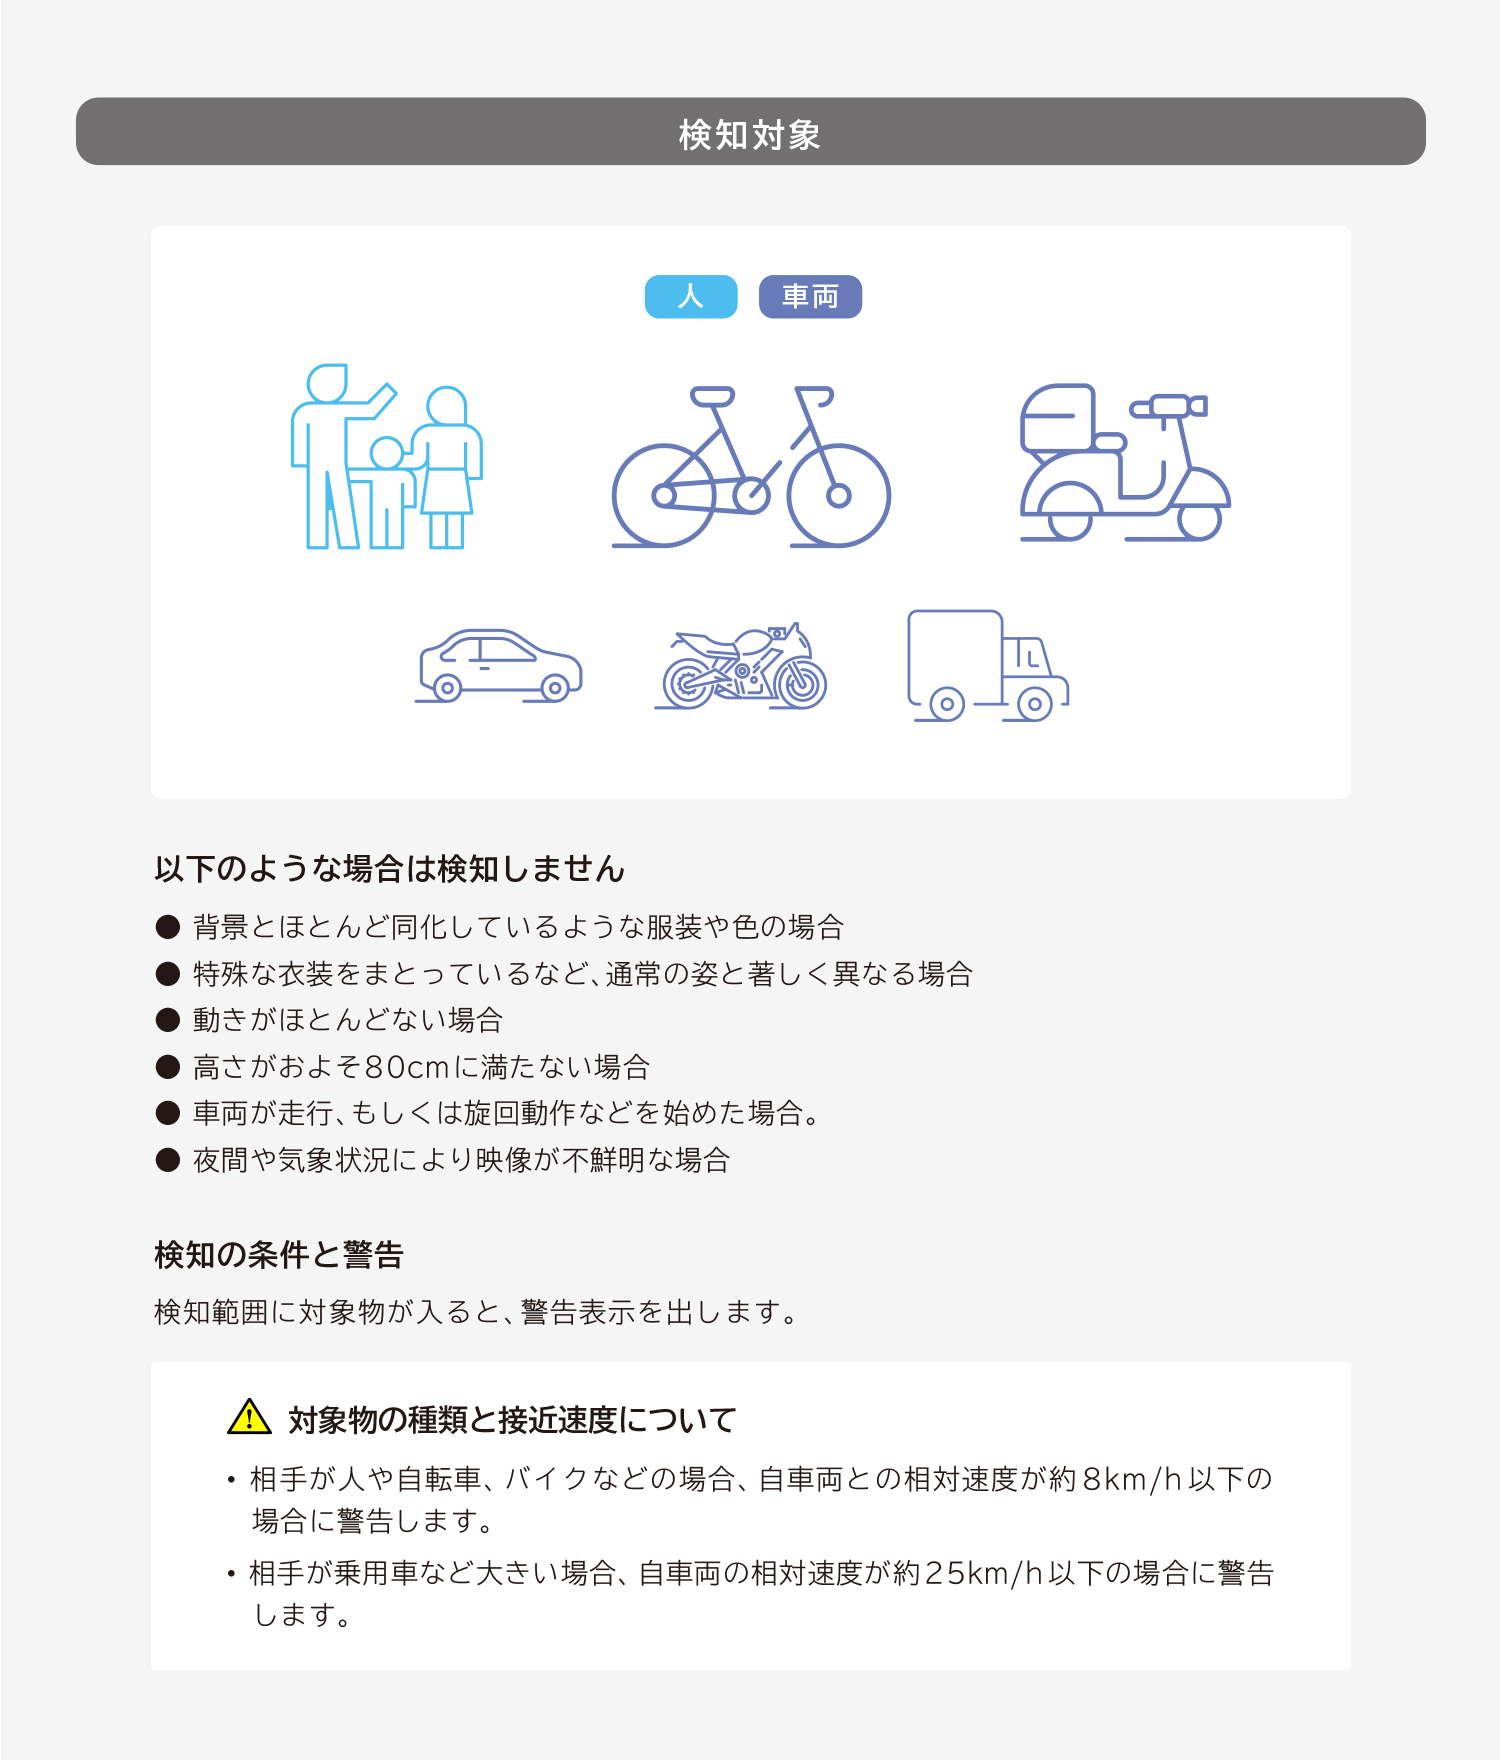 検知対象
人
車両
以下のような場合は検知しません
● 背景とほとんど同化しているような服装や色の場合
● 特殊な衣装をまとっているなど、通常の姿と著しく異なる場合
● 動きがほとんどない場合
● 高さがおよそ80cmに満たない場合
● 車両が走行、もしくは旋回動作などを始めた場合。
● 夜間や気象状況により映像が不鮮明な場合
検知の条件と警告
検知範囲に対象物が入ると、警告表示を出します。
対象物の種類と接近速度について
・相手が人や自転車、バイクなどの場合、自車両との相対速度が約8km/h以下の
場合に警告します。
・相手が乗用車など大きい場合、自車両の相対速度が約25km/h以下の場合に警告
します。